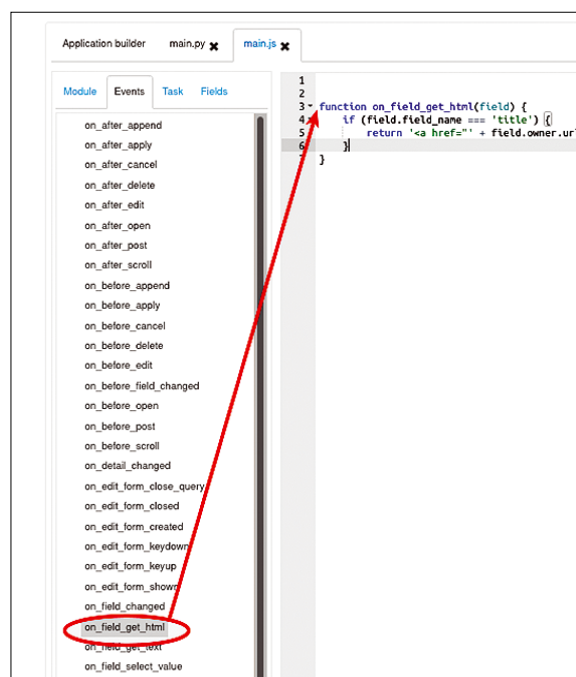 Application builder main.py main.js
Module Events Task Fields
on_after_append
on_after_apply
on_after_cancel
on_after_delete
on_after_edit
on_after_open
on_after_post
on_after_scroll
on_before_append
on_before_apply
on_before_cancel
on_before_delete
on_before_edit
on_before_field_changed
on_before_open
on_before_post
on_before_scroll
on_detail_changed
on_edit_form_close_query
on_edit_form_closed
on_edit_form_created
on_edit_form_keydown
on_edit_form_keyup
on_edit_form_shown
on_field_changed
on_field_get_html
on_field_get_text
on_field_select_value
1
2
3 function on_field_get_html(field) {
4 if (field.field_name === 'title') {
5 return '<a href="' + field.owner.url
6 }
7 }